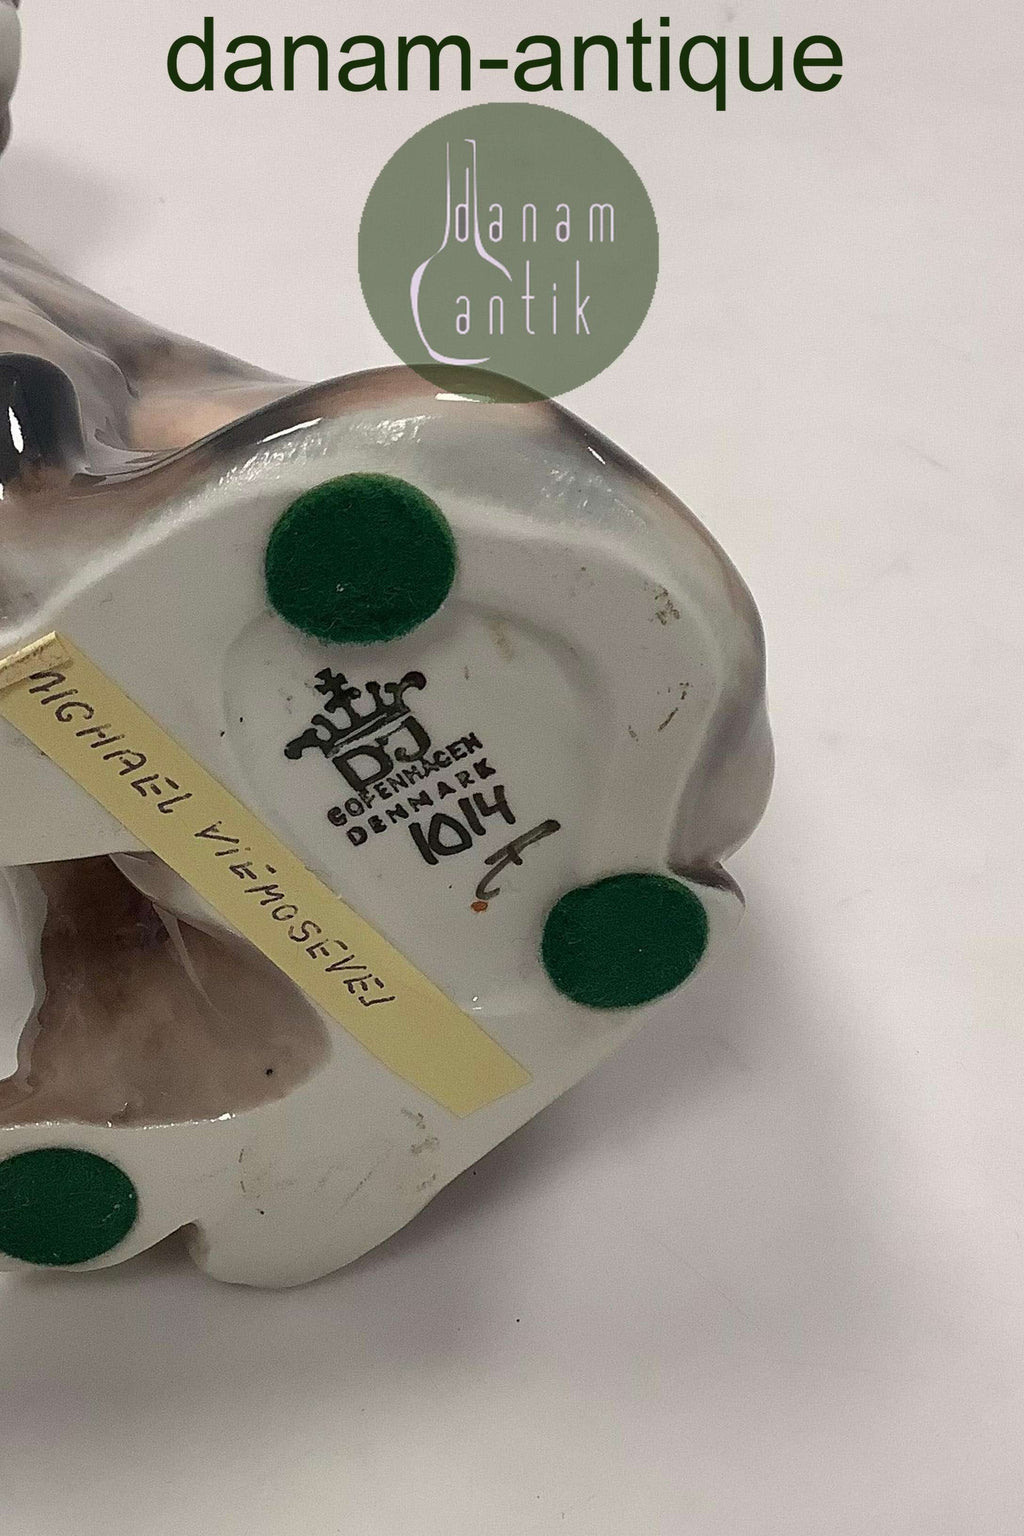 danam-antique
danam
antik
DJ
COPENHAGEN
DENMARK
1014
MICHAEL VIEMOSEVEJ